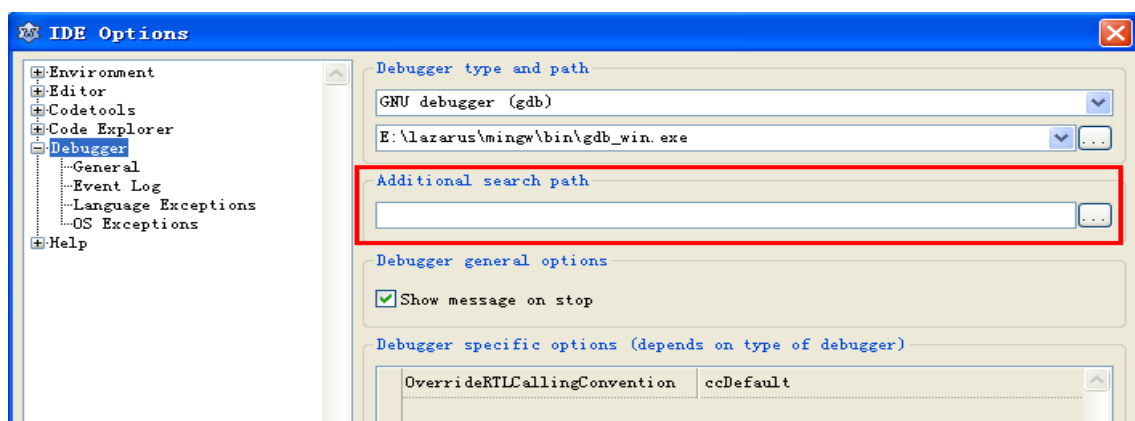 IDE Options
Environment
Editor
Codetools
Code Explorer
Debugger
General
Event Log
Language Exceptions
OS Exceptions
Help
Debugger type and path
GNU debugger (gdb)
E:\lazarus\mingw\bin\gdb_win.exe
...
Additional search path
...
Debugger general options
Show message on stop
Debugger specific options (depends on type of debugger)
OverrideRTLCallingConvention ccDefault